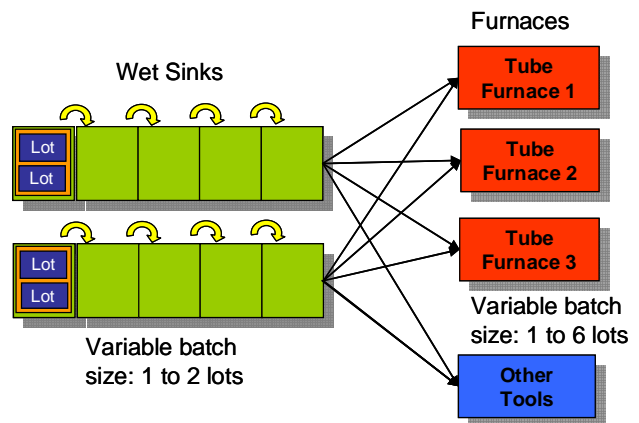 Furnaces
Wet Sinks
Tube
Furnace 1
Lot
Lot
Tube
Furnace 2
Lot
Lot
Tube
Furnace 3
Variable batch
size: 1 to 2 lots
Variable batch
size: 1 to 6 lots
Other
Tools